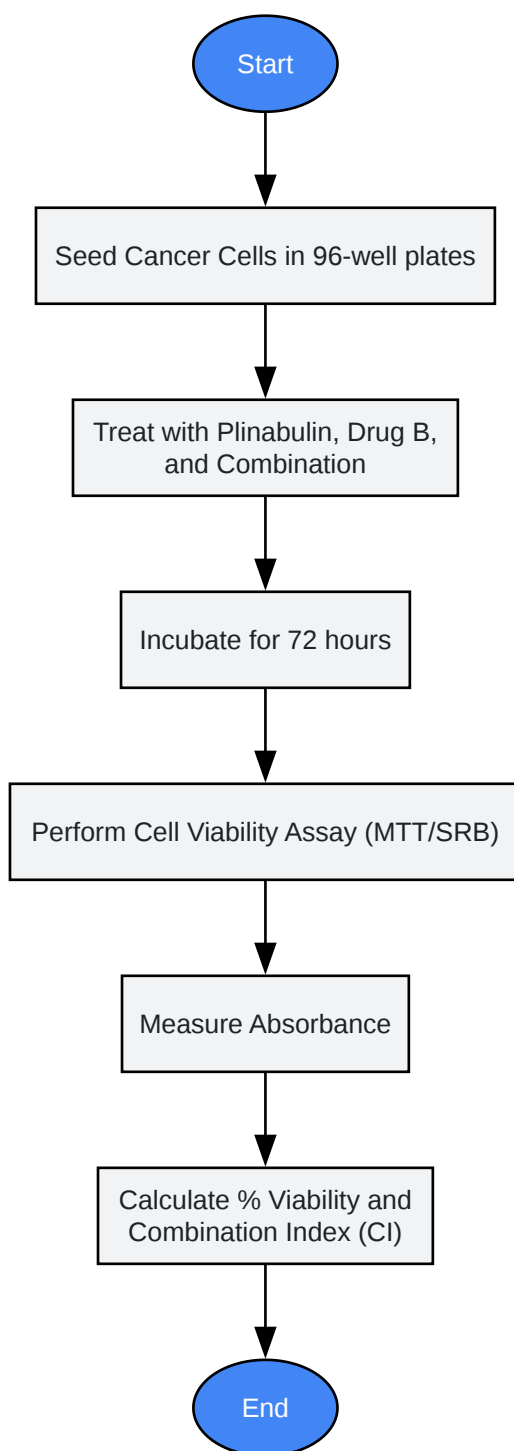 Start
Seed Cancer Cells in 96-well plates
Treat with Plinabulin, Drug B,
and Combination
Incubate for 72 hours
Perform Cell Viability Assay (MTT/SRB)
Measure Absorbance
Calculate % Viability and
Combination Index (CI)
End